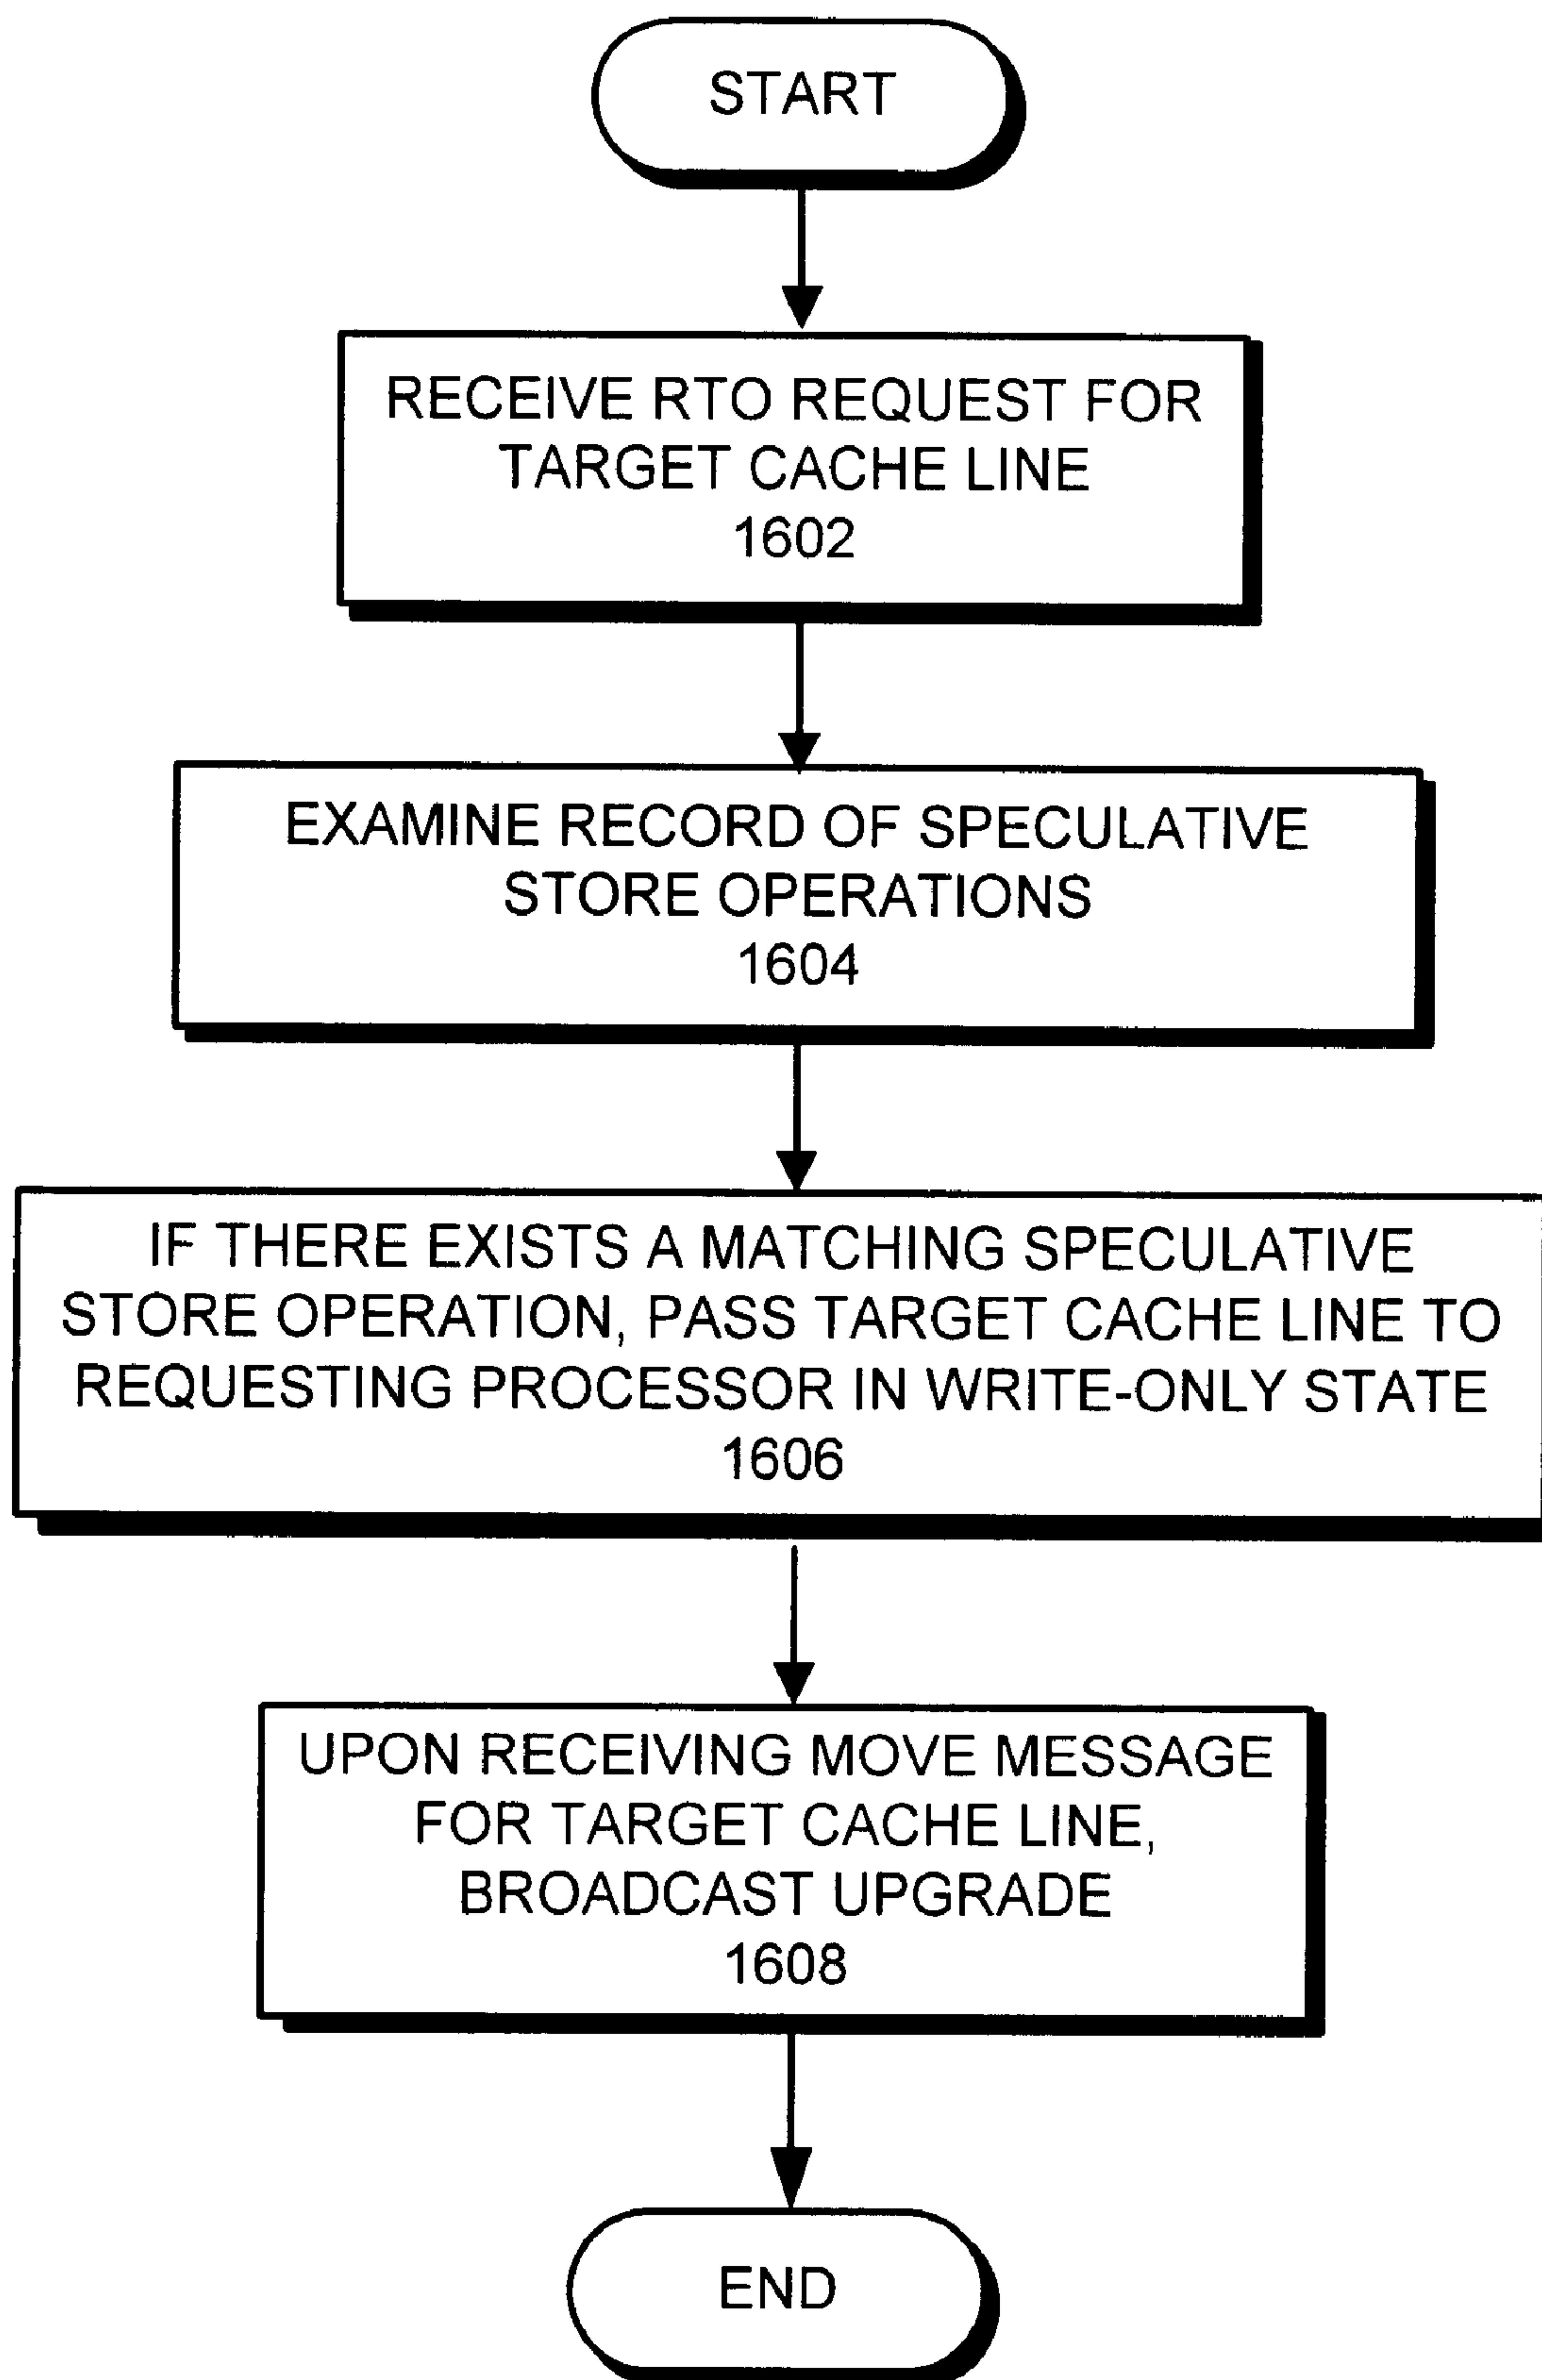 START
RECEIVE RTO REQUEST FOR
TARGET CACHE LINE
1602
EXAMINE RECORD OF SPECULATIVE
STORE OPERATIONS
1604
IF THERE EXISTS A MATCHING SPECULATIVE
STORE OPERATION, PASS TARGET CACHE LINE TO
REQUESTING PROCESSOR IN WRITE-ONLY STATE
1606
UPON RECEIVING MOVE MESSAGE
FOR TARGET CACHE LINE,
BROADCAST UPGRADE
1608
END